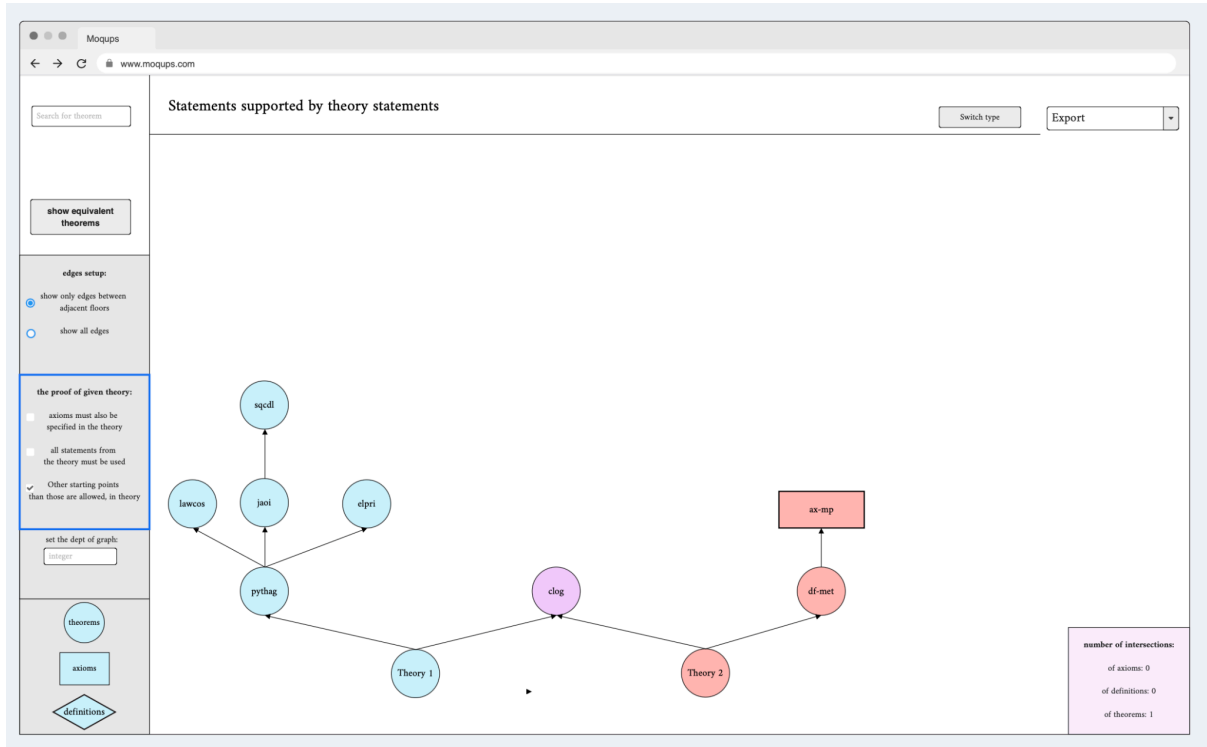 Moqups
www.moqups.com
Search for theorem
Statements supported by theory statements
Switch type
Export
show equivalent
theorems
edges setup:
show only edges between
adjacent floors
show all edges
the proof of given theory:
axioms must also be
specified in the theory
all statements from
the theory must be used
Other starting points
than those are allowed, in theory
set the dept of graph:
integer
theorems
axioms
definitions
sqcdl
lawcos
jaoi
elpri
ax-mp
pythag
clog
df-met
Theory 1
Theory 2
number of intersections:
of axioms: 0
of definitions: 0
of theorems: 1